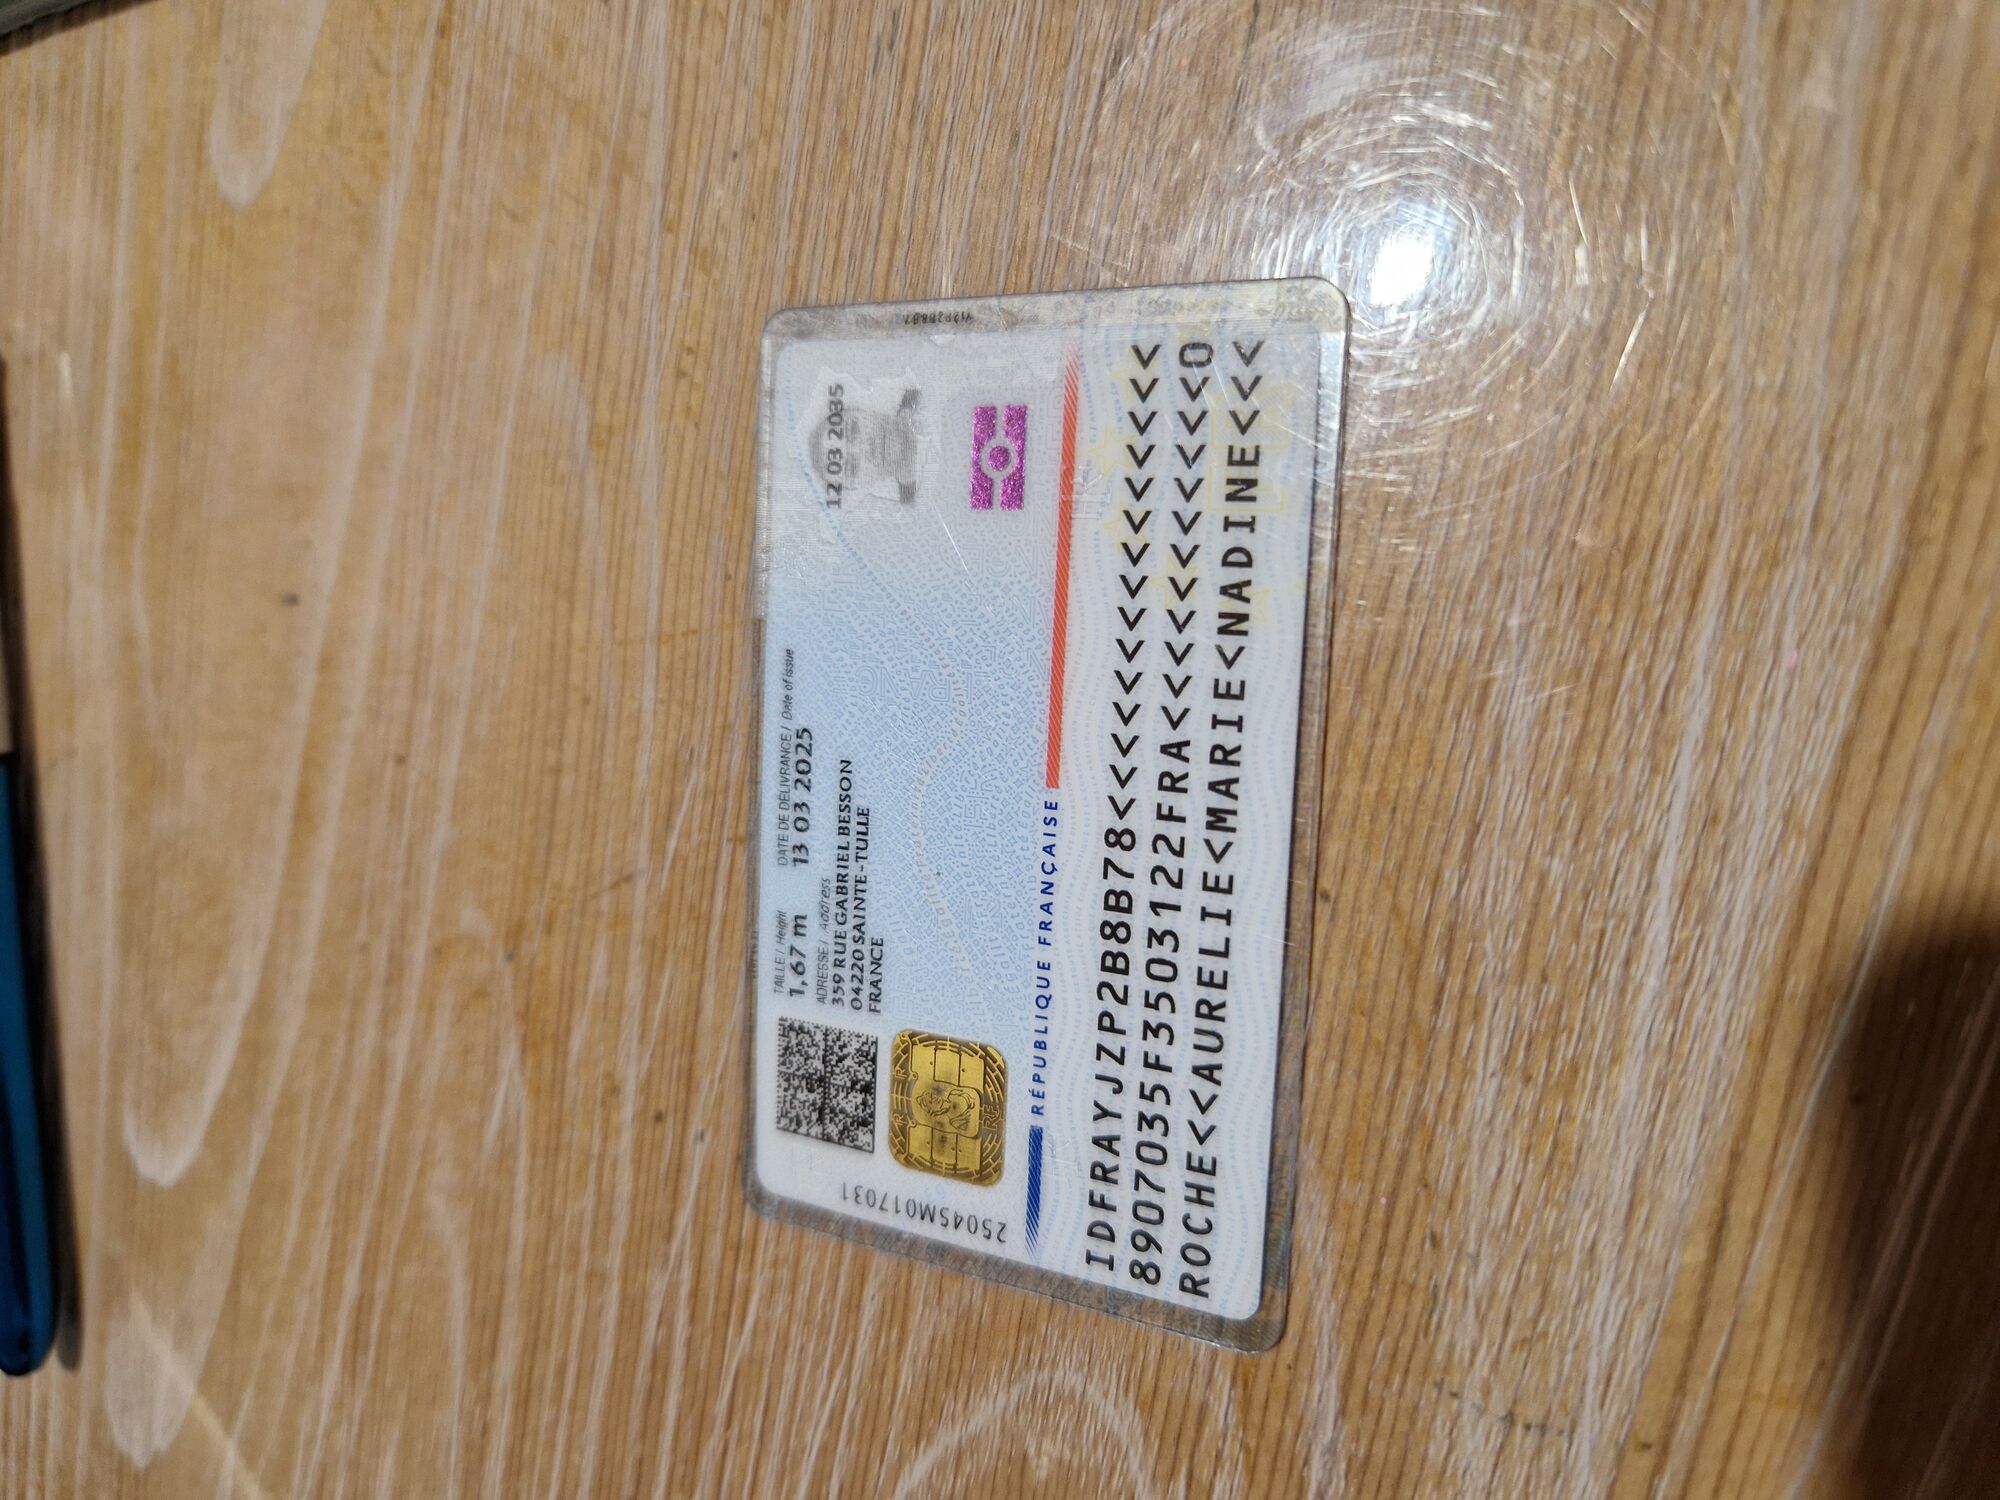 TAILLE / Height
DATE DE DÉLIVRANCE / Date of issue
1,67 m
13 03 2025
ADRESSE / Address
359 RUE GABRIEL BESSON
04220 SAINTE-TULLE
FRANCE
12 03 2035
25045M017031
RÉPUBLIQUE FRANÇAISE
IDFRAYJZP2B8B78<<<<<<<<<<<<<<<
8907035F3503122FRA<<<<<<<<<<<0
ROCHE<<AURELIE<MARIE<NADINE<<<